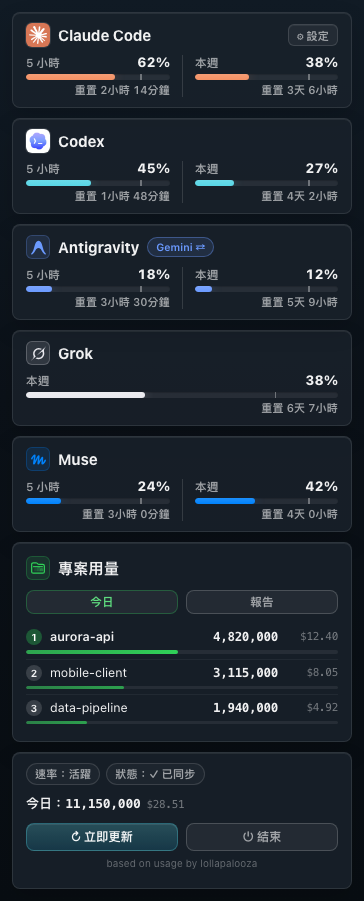 Claude Code ⚙ 設定
5 小時 62% 本週 38%
重置 2小時 14分鐘 重置 3天 6小時
Codex
5 小時 45% 本週 27%
重置 1小時 48分鐘 重置 4天 2小時
Antigravity Gemini ⇄
5 小時 18% 本週 12%
重置 3小時 30分鐘 重置 5天 9小時
Grok
本週 38%
重置 6天 7小時
Muse
5 小時 24% 本週 42%
重置 3小時 0分鐘 重置 4天 0小時
專案用量
今日 報告
1 aurora-api 4,820,000 $12.40
2 mobile-client 3,115,000 $8.05
3 data-pipeline 1,940,000 $4.92
速率：活躍 狀態：✓ 已同步
今日：11,150,000 $28.51
↻ 立即更新 ⏻ 結束
based on usage by lollapalooza